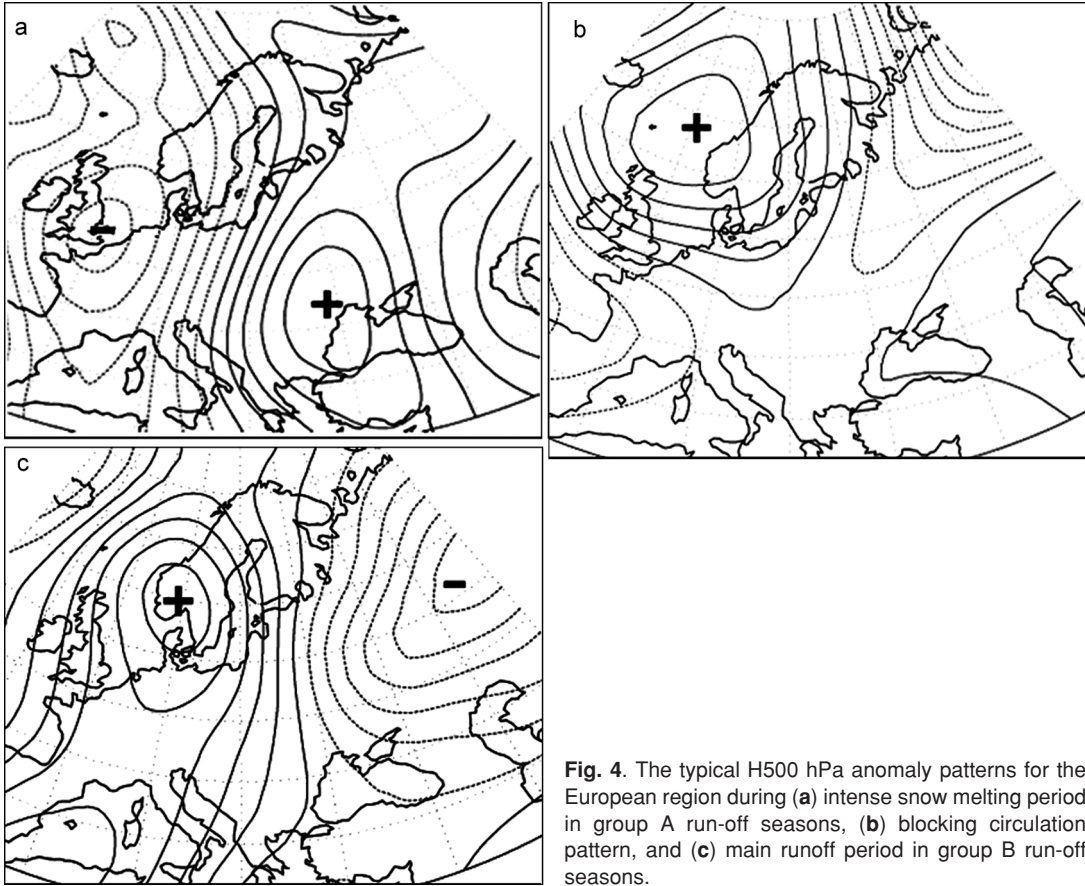 a
b
c
Fig. 4. The typical H500 hPa anomaly patterns for the
European region during (a) intense snow melting period
in group A run-off seasons, (b) blocking circulation
pattern, and (c) main runoff period in group B run-off
seasons.